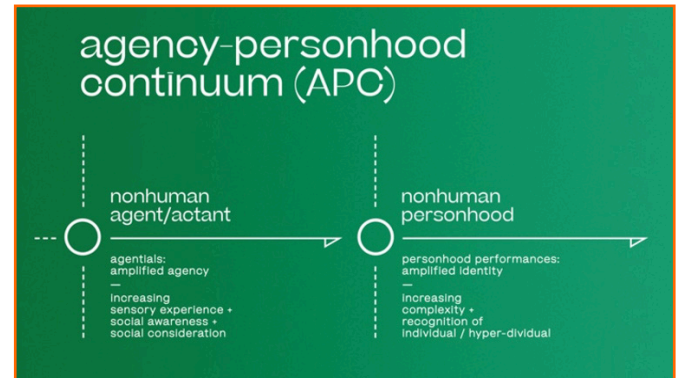 agency-personhood
continuum (APC)
nonhuman
agent/actant
agentials:
amplified agency
—
increasing
sensory experience +
social awareness +
social consideration
nonhuman
personhood
personhood performances:
amplified identity
—
increasing
complexity +
recognition of
individual / hyper-dividual